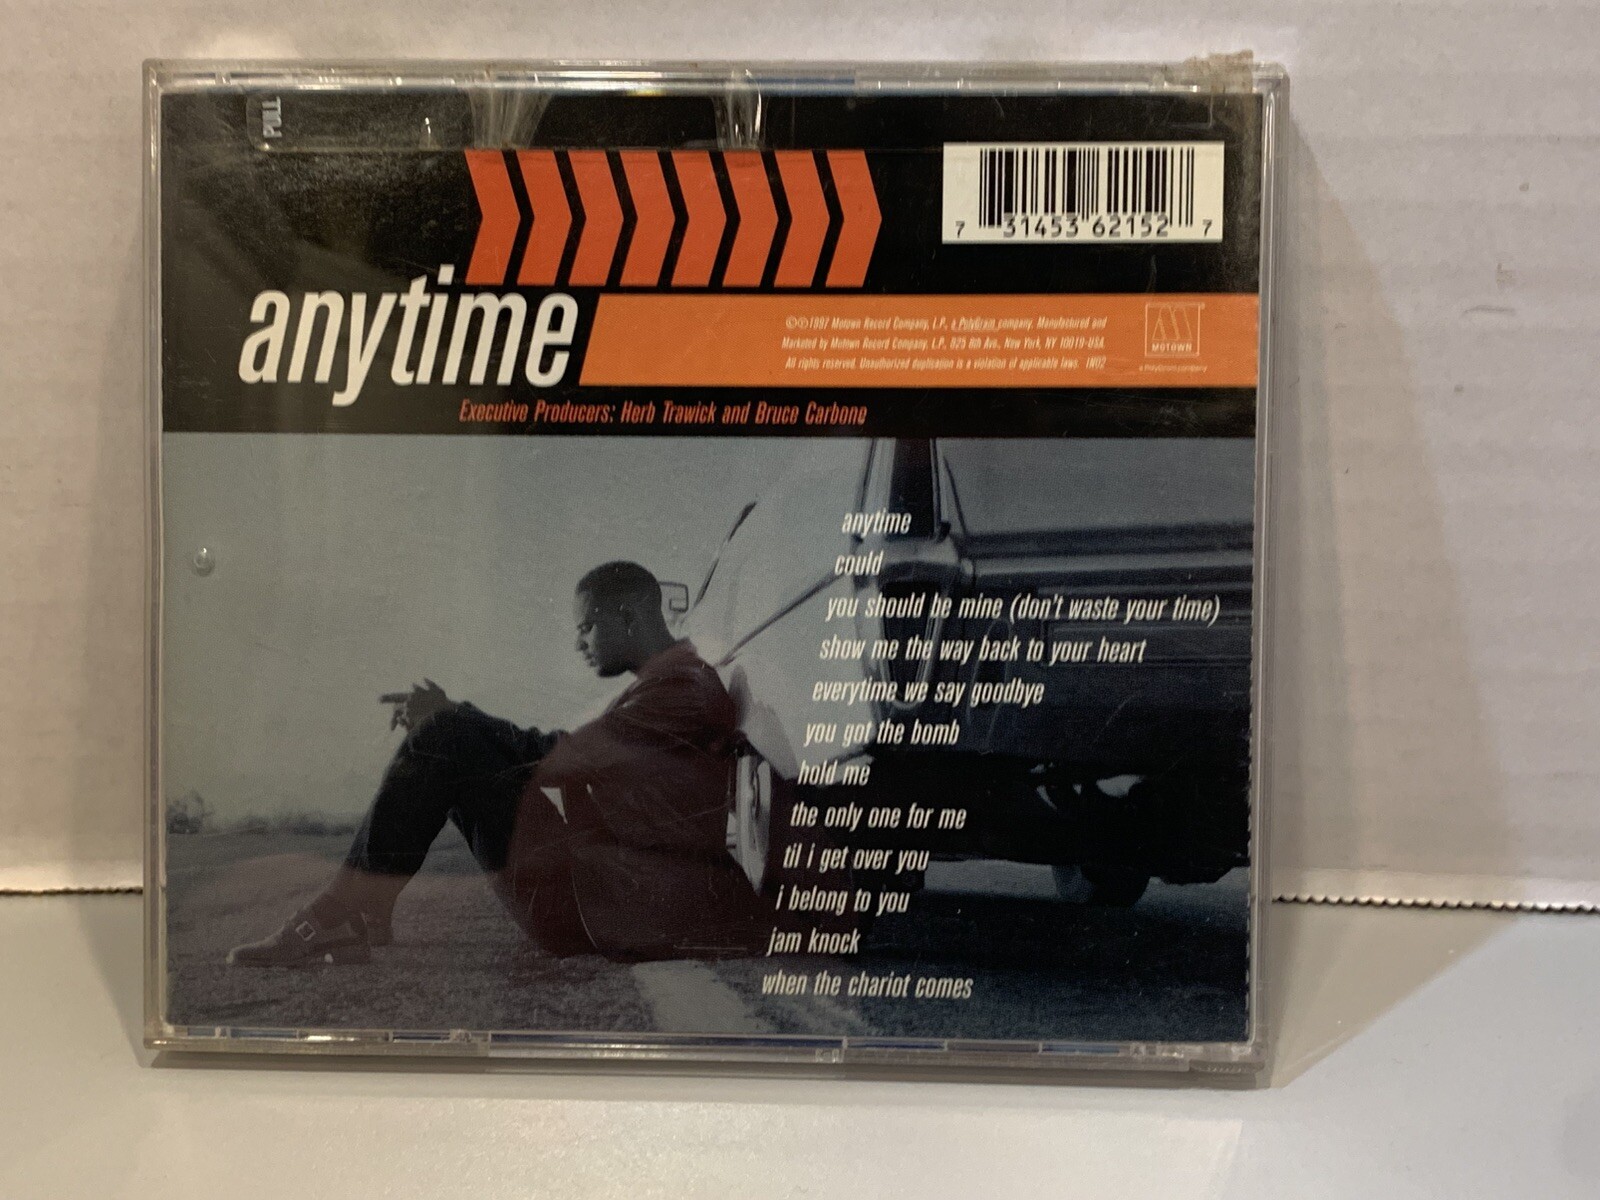 PULL
7 31453 62152 7
anytime
©℗1997 Motown Record Company, L.P., a PolyGram company. Manufactured and
Marketed by Motown Record Company, L.P., 825 8th Ave., New York, NY 10019-USA.
All rights reserved. Unauthorized duplication is a violation of applicable laws.
MOTOWN
a PolyGram company
Executive Producers: Herb Trawick and Bruce Carbone
anytime
could
you should be mine (don't waste your time)
show me the way back to your heart
everytime we say goodbye
you got the bomb
hold me
the only one for me
til i get over you
i belong to you
jam knock
when the chariot comes